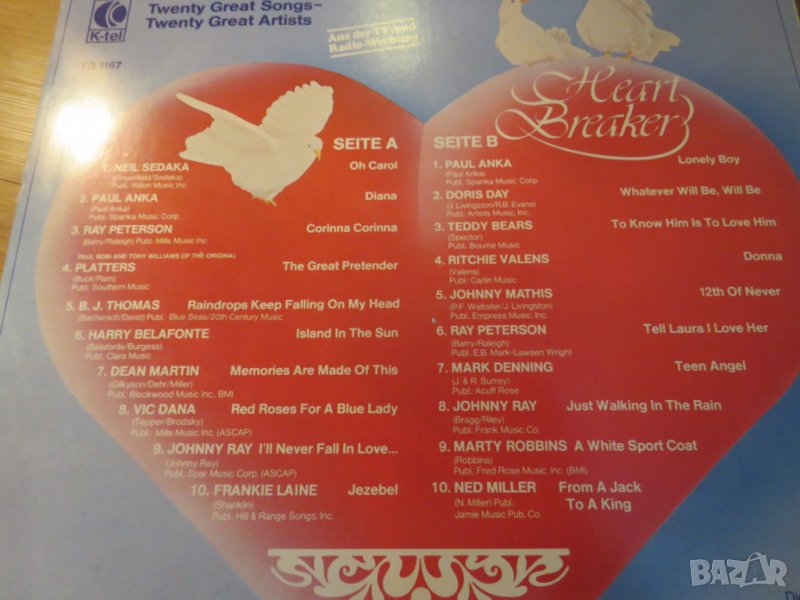 Twenty Great Songs–
Twenty Great Artists
K-tel
Aus der TV und
Radio-Werbung
TG 1167
Heart
Breaker
SEITE A
1. NEIL SEDAKA Oh Carol
(Greenfield/Sedaka)
Publ. Aldon Music Inc.
2. PAUL ANKA Diana
(Paul Anka)
Publ. Spanka Music Corp.
3. RAY PETERSON Corinna Corinna
(Barry/Raleigh) Publ: Mills Music Inc.
PAUL ROBI AND TONY WILLIAMS OF THE ORIGINAL
4. PLATTERS The Great Pretender
(Buck/Ram)
Publ: Southern Music
5. B. J. THOMAS Raindrops Keep Falling On My Head
(Bacharach/David) Publ.: Blue Seas/20th Century Music
6. HARRY BELAFONTE Island In The Sun
(Belafonte/Burgess)
Publ: Clara Music
7. DEAN MARTIN Memories Are Made Of This
(Gilkyson/Dehr/Miller)
Publ: Blackwood Music Inc, BMI
8. VIC DANA Red Roses For A Blue Lady
(Tepper/Brodsky)
Publ.: Mills Music Inc. (ASCAP)
9. JOHNNY RAY I'll Never Fall In Love...
(Johnny Ray)
Publ: Spar Music Corp. (ASCAP)
10. FRANKIE LAINE Jezebel
(Shanklin)
Publ.: Hill & Range Songs, Inc.
SEITE B
1. PAUL ANKA Lonely Boy
(Paul Anka)
Publ: Spanka Music Corp.
2. DORIS DAY Whatever Will Be, Will Be
(J. Livingston/R.B. Evans)
Publ: Artists Music, Inc.
3. TEDDY BEARS To Know Him Is To Love Him
(Spector)
Publ: Bourne Music
4. RITCHIE VALENS Donna
(Valens)
Publ: Carlin Music
5. JOHNNY MATHIS 12th Of Never
(P.F. Webster/J. Livingston)
Publ.: Empress Music Inc.
6. RAY PETERSON Tell Laura I Love Her
(Barry/Raleigh)
Publ.: E.B. Mark-Lawsen Wright
7. MARK DENNING Teen Angel
(J. & R. Surrey)
Publ.: Acuff Rose
8. JOHNNY RAY Just Walking In The Rain
(Bragg/Riley)
Publ: Frank Music Co.
9. MARTY ROBBINS A White Sport Coat
(Robbins)
Publ.: Fred Rose Music, Inc. (BMI)
10. NED MILLER From A Jack
(N. Miller) Publ.: To A King
Jamie Music Pub. Co.
BAZAR
bg